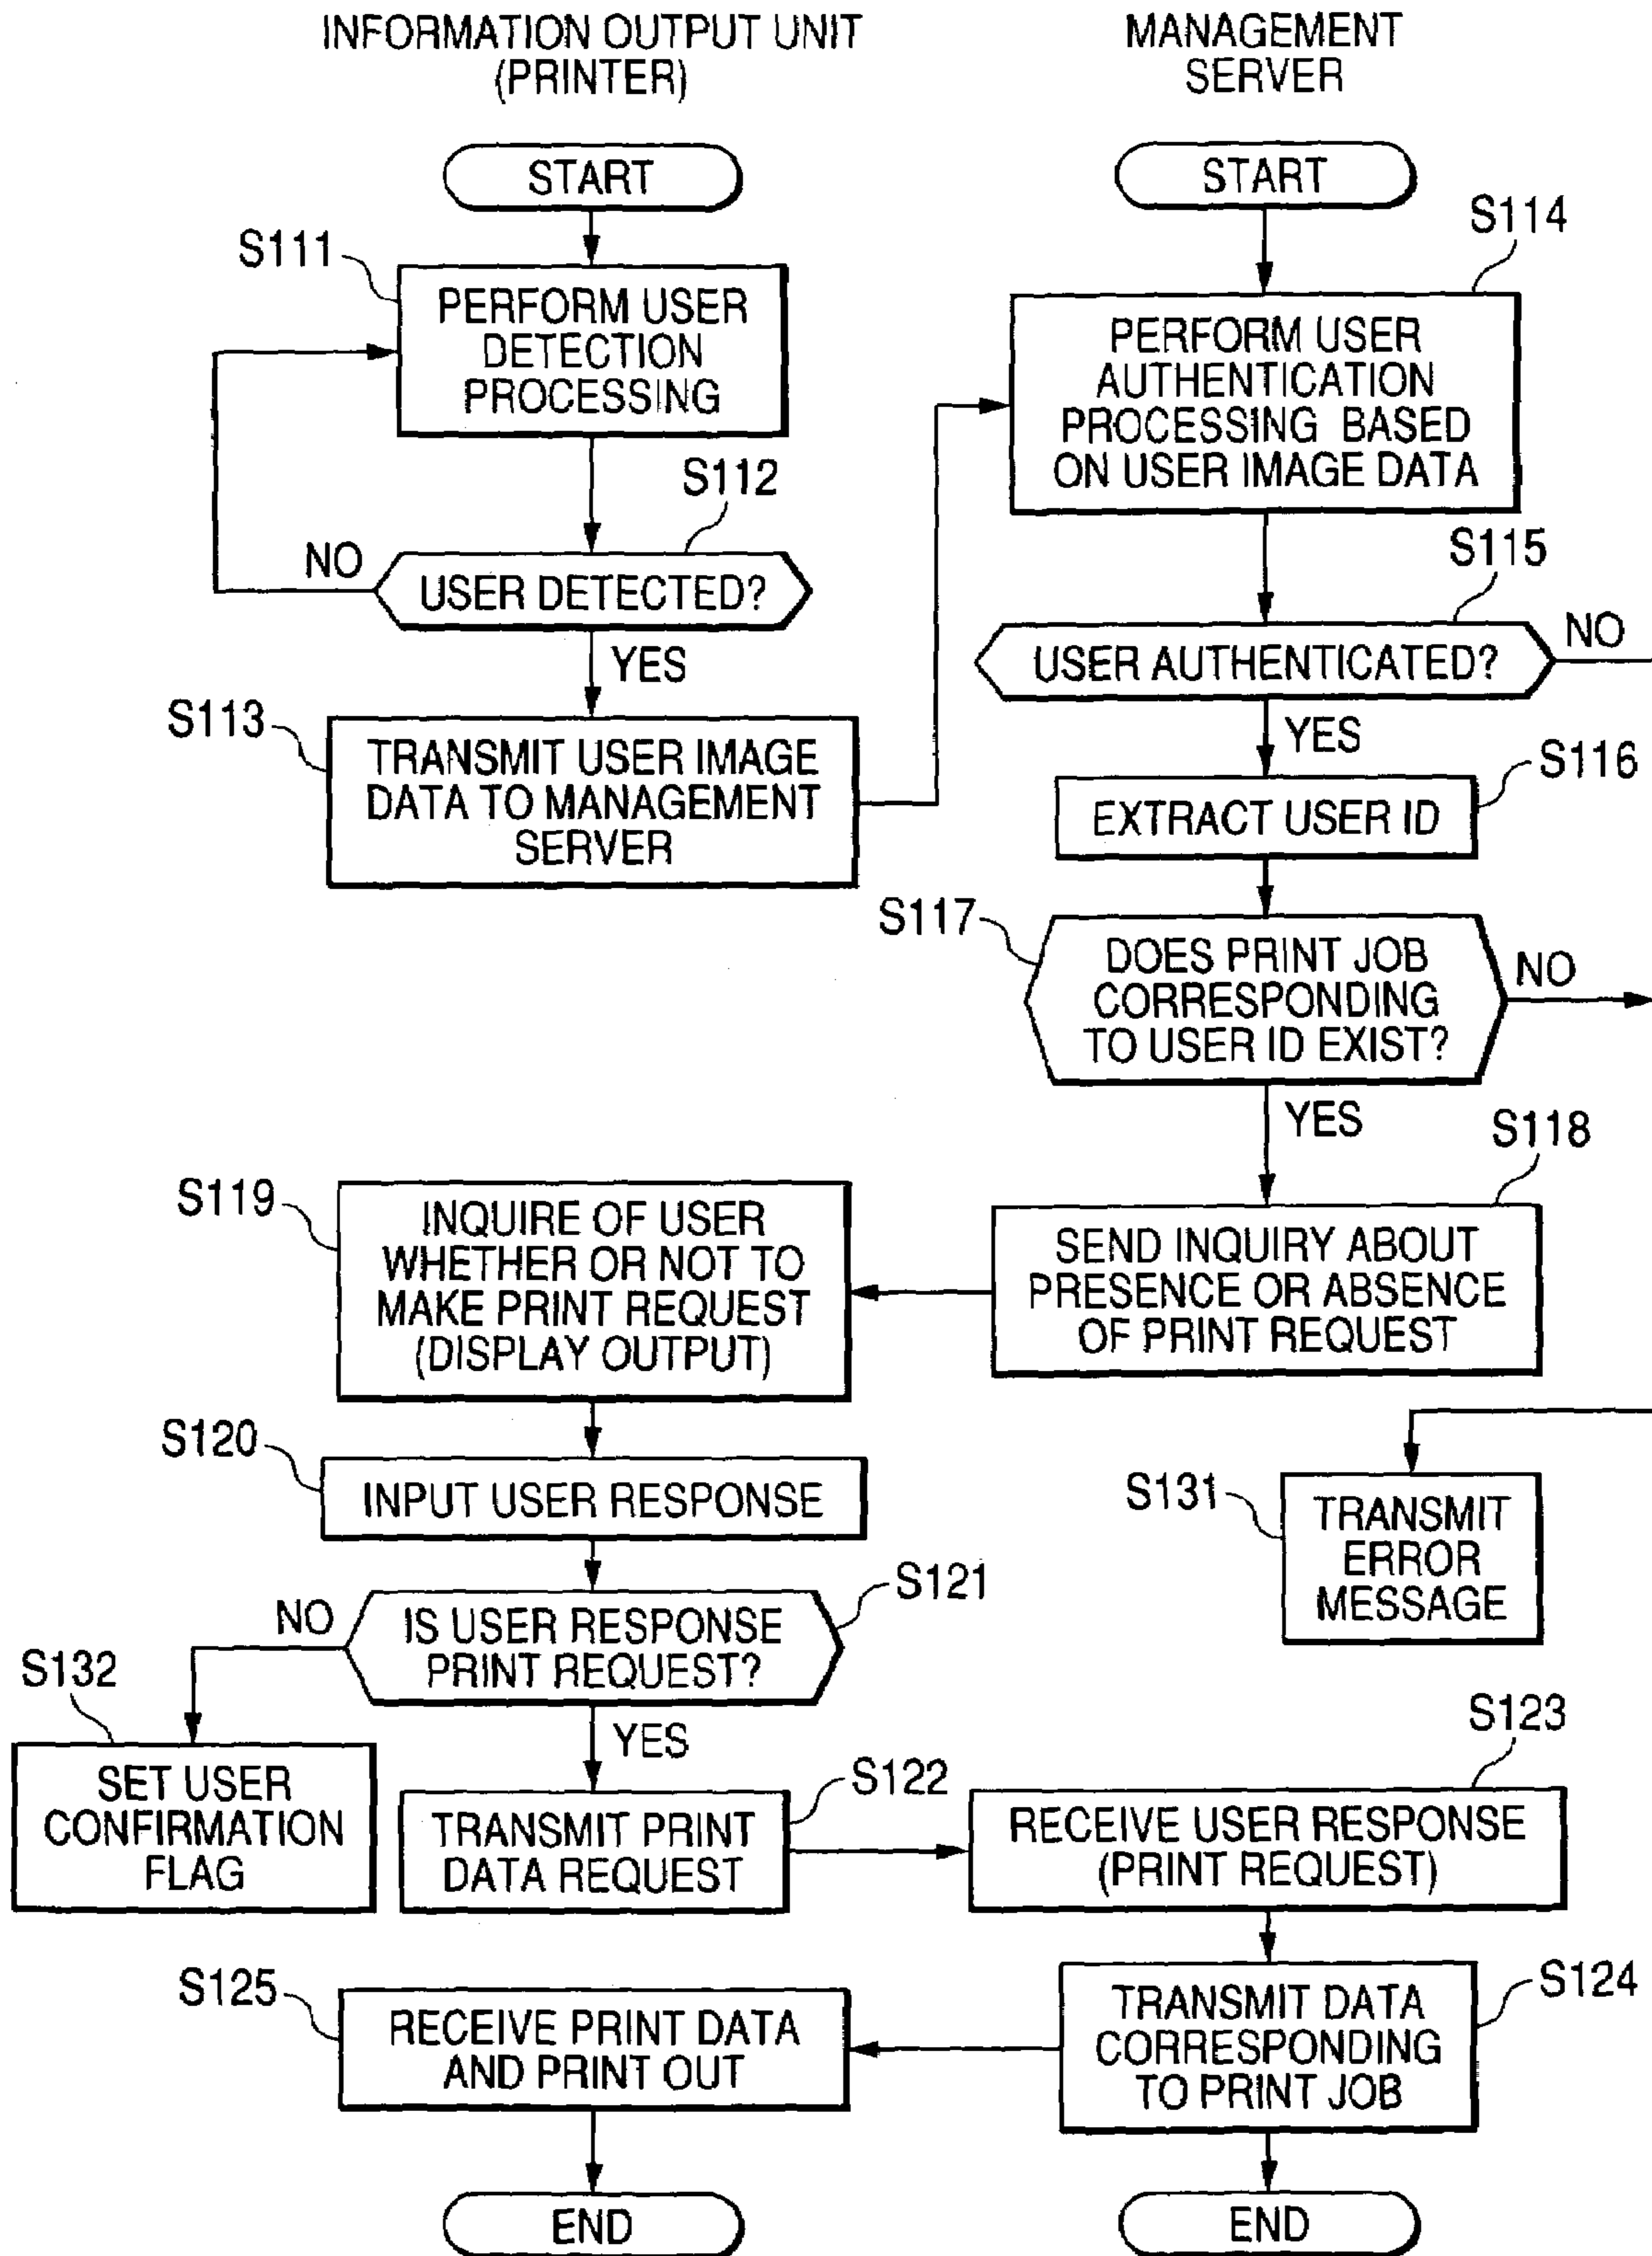 INFORMATION OUTPUT UNIT
(PRINTER)
MANAGEMENT
SERVER
START
START
S111
PERFORM USER
DETECTION
PROCESSING
S114
PERFORM USER
AUTHENTICATION
PROCESSING BASED
ON USER IMAGE DATA
S112
NO
USER DETECTED?
YES
S115
USER AUTHENTICATED?
NO
YES
S113
TRANSMIT USER IMAGE
DATA TO MANAGEMENT
SERVER
S116
EXTRACT USER ID
S117
DOES PRINT JOB
CORRESPONDING
TO USER ID EXIST?
NO
YES
S118
SEND INQUIRY ABOUT
PRESENCE OR ABSENCE
OF PRINT REQUEST
S119
INQUIRE OF USER
WHETHER OR NOT TO
MAKE PRINT REQUEST
(DISPLAY OUTPUT)
S120
INPUT USER RESPONSE
S131
TRANSMIT
ERROR
MESSAGE
S121
NO
IS USER RESPONSE
PRINT REQUEST?
YES
S132
SET USER
CONFIRMATION
FLAG
S122
TRANSMIT PRINT
DATA REQUEST
S123
RECEIVE USER RESPONSE
(PRINT REQUEST)
S125
RECEIVE PRINT DATA
AND PRINT OUT
S124
TRANSMIT DATA
CORRESPONDING
TO PRINT JOB
END
END